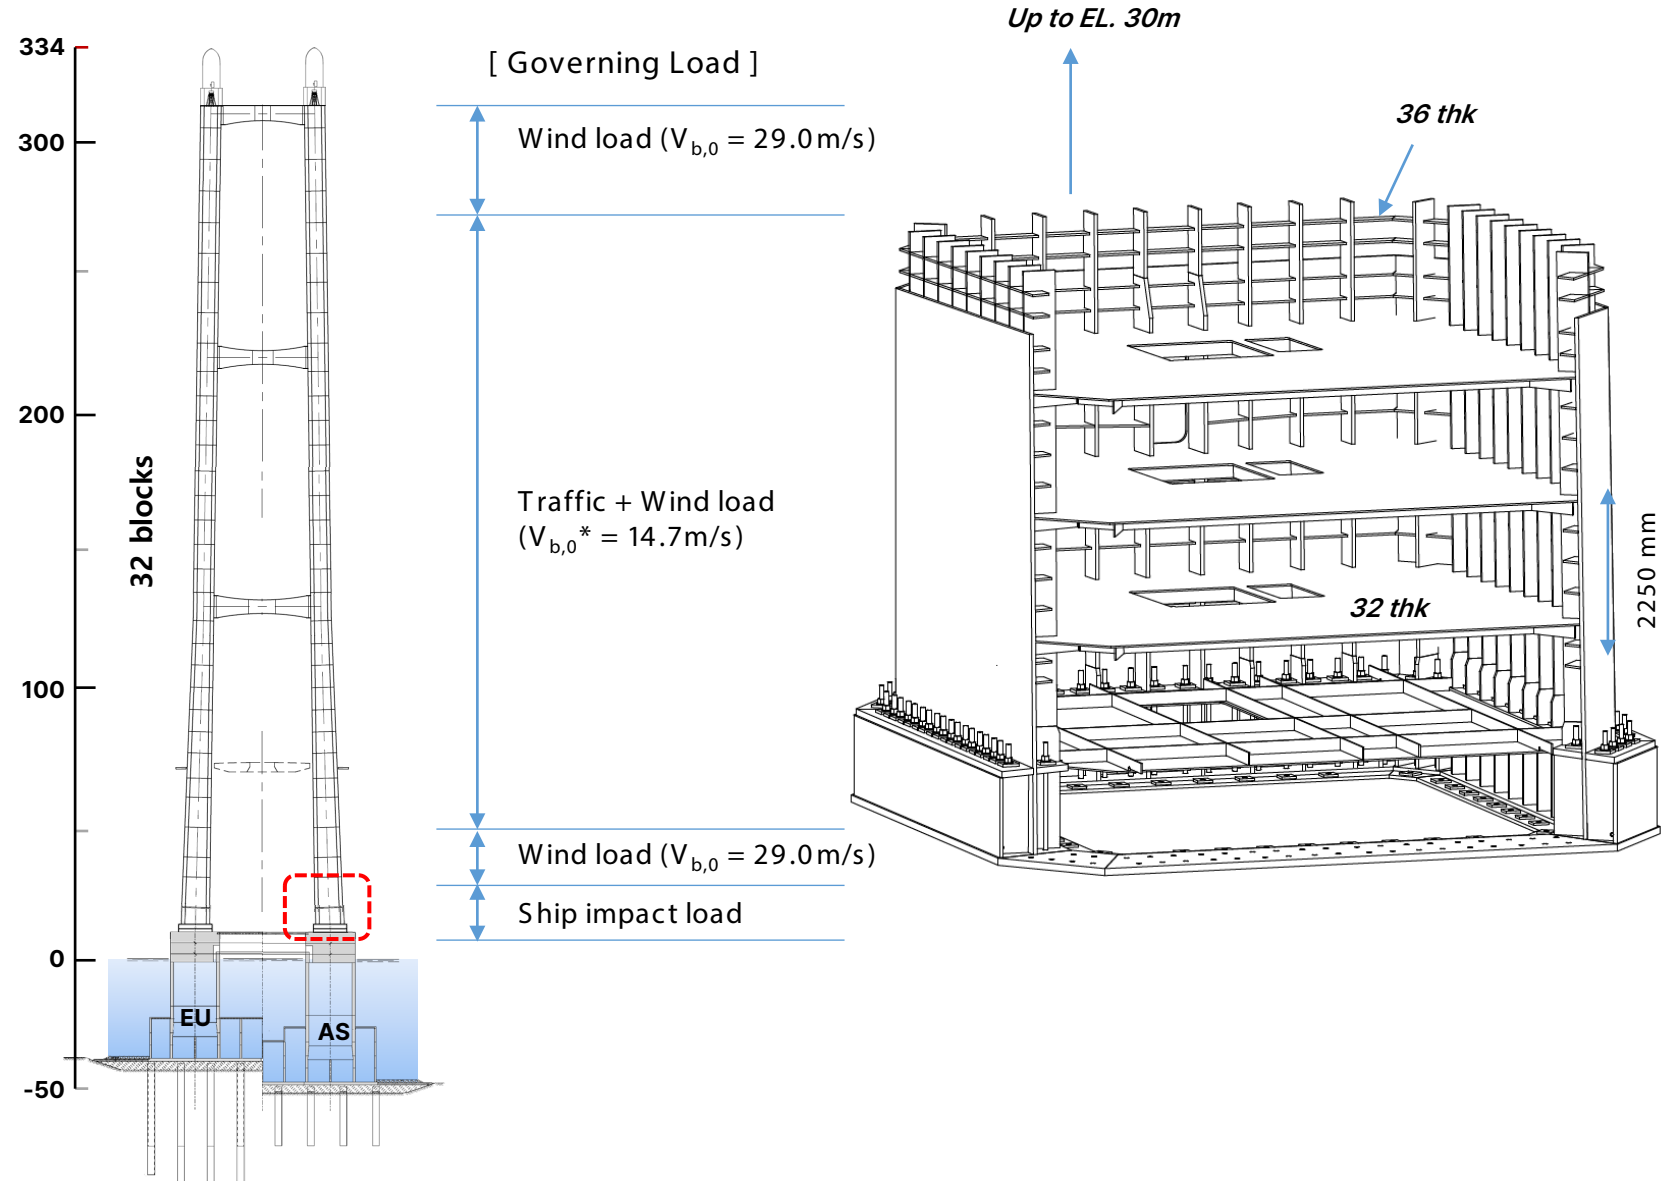 334
300
200
100
0
-50
32 blocks
EU
AS
[ Governing Load ]
Wind load (Vb,0 = 29.0m/s)
Traffic + Wind load
(Vb,0* = 14.7m/s)
Wind load (Vb,0 = 29.0m/s)
Ship impact load
Up to EL. 30m
36 thk
32 thk
2250 mm